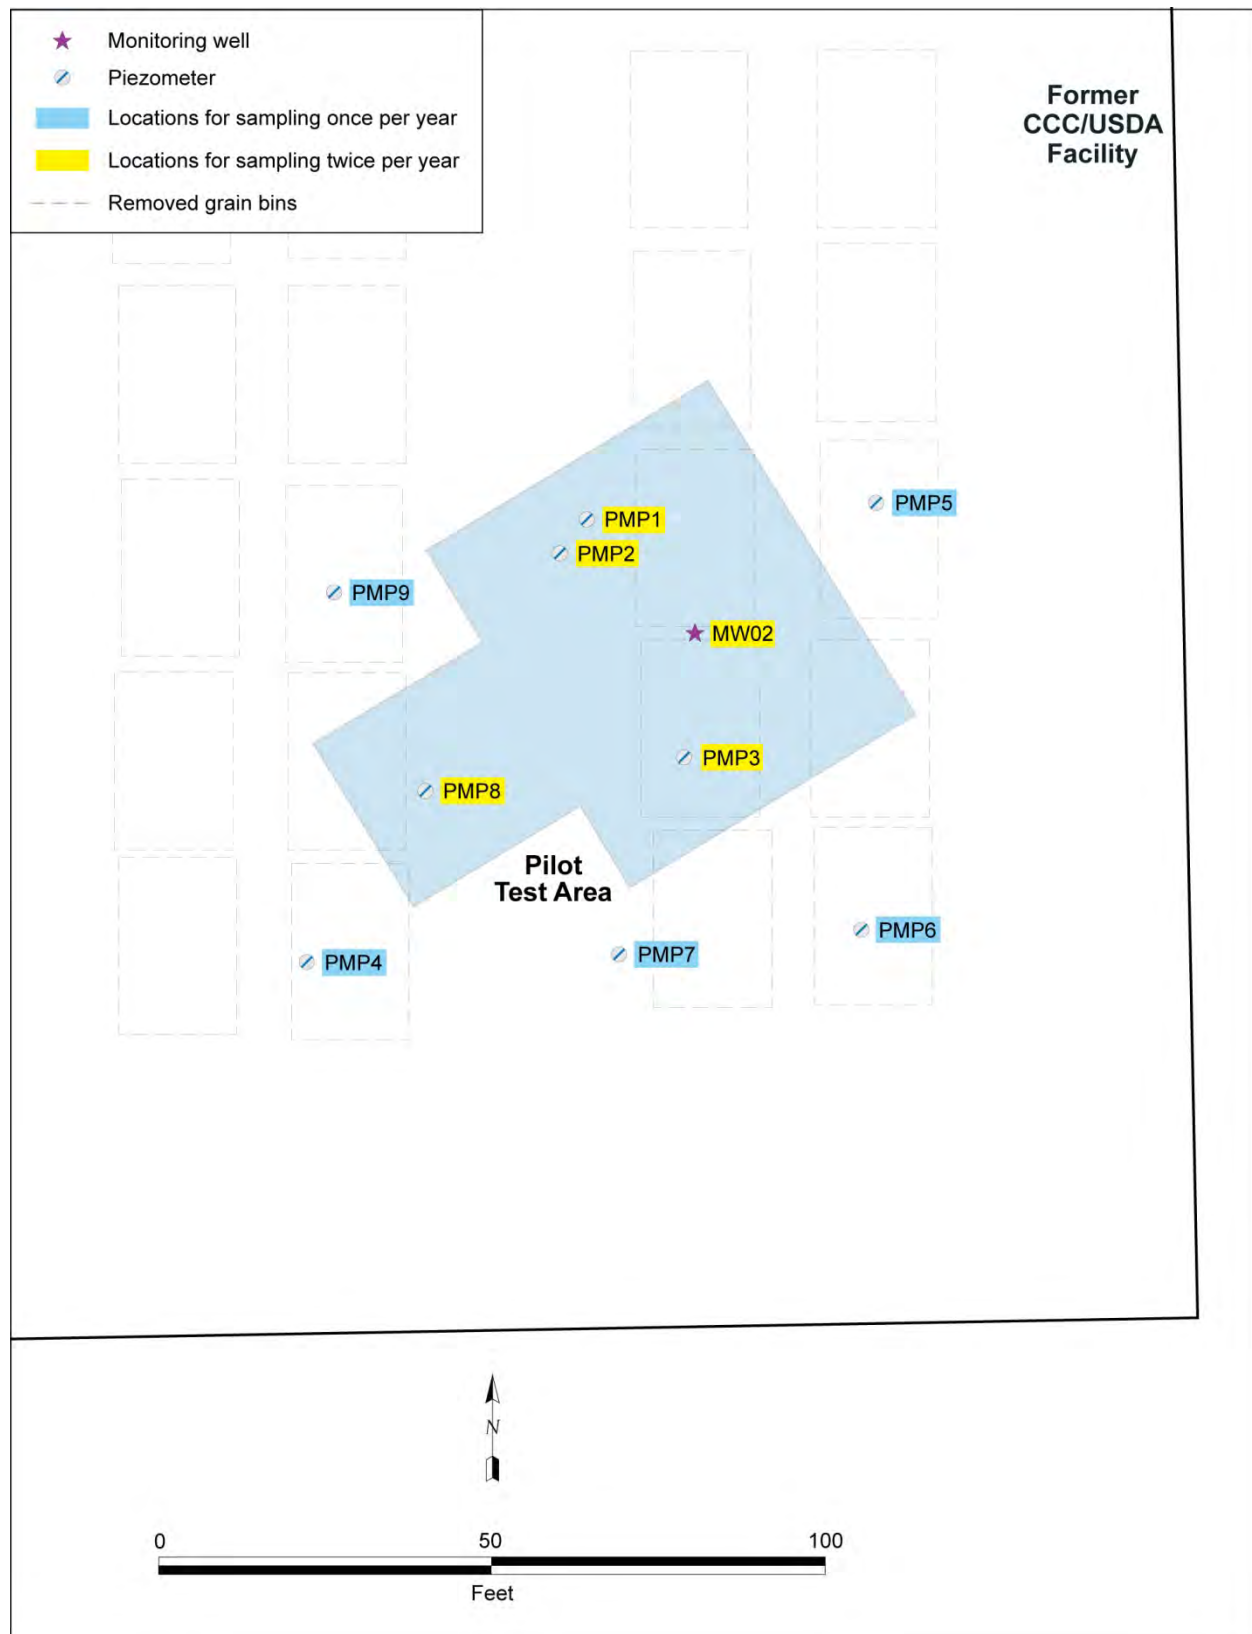 Monitoring well
Piezometer
Locations for sampling once per year
Locations for sampling twice per year
Removed grain bins
Former
CCC/USDA
Facility
PMP5
PMP1
PMP2
PMP9
MW02
PMP3
PMP8
Pilot
Test Area
PMP6
PMP7
PMP4
N
0 50 100
Feet